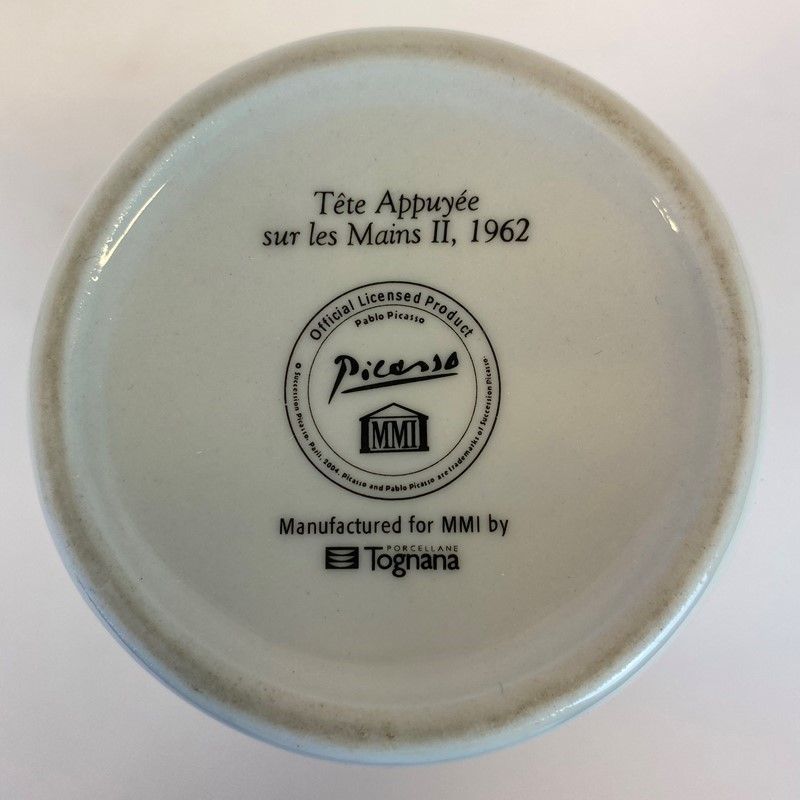 Tête Appuyée
sur les Mains II, 1962
Official Licensed Product
Pablo Picasso
Picasso
© Succession Picasso, Paris, 2004. Picasso and Pablo Picasso are trademarks of Succession Picasso.
MMI
Manufactured for MMI by
PORCELLANE
Tognana